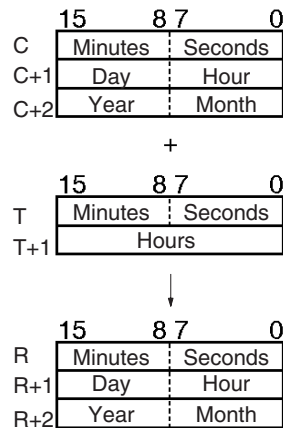 15 8 7 0
C Minutes Seconds
C+1 Day Hour
C+2 Year Month
+
15 8 7 0
T Minutes Seconds
T+1 Hours
15 8 7 0
R Minutes Seconds
R+1 Day Hour
R+2 Year Month